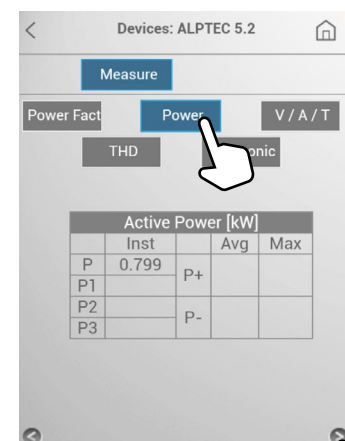 Devices: ALPTEC 5.2
Measure
Power Fact Power V / A / T
THD onic
Active Power [kW]
Inst Avg Max
P 0.799 P+
P1
P2 P-
P3